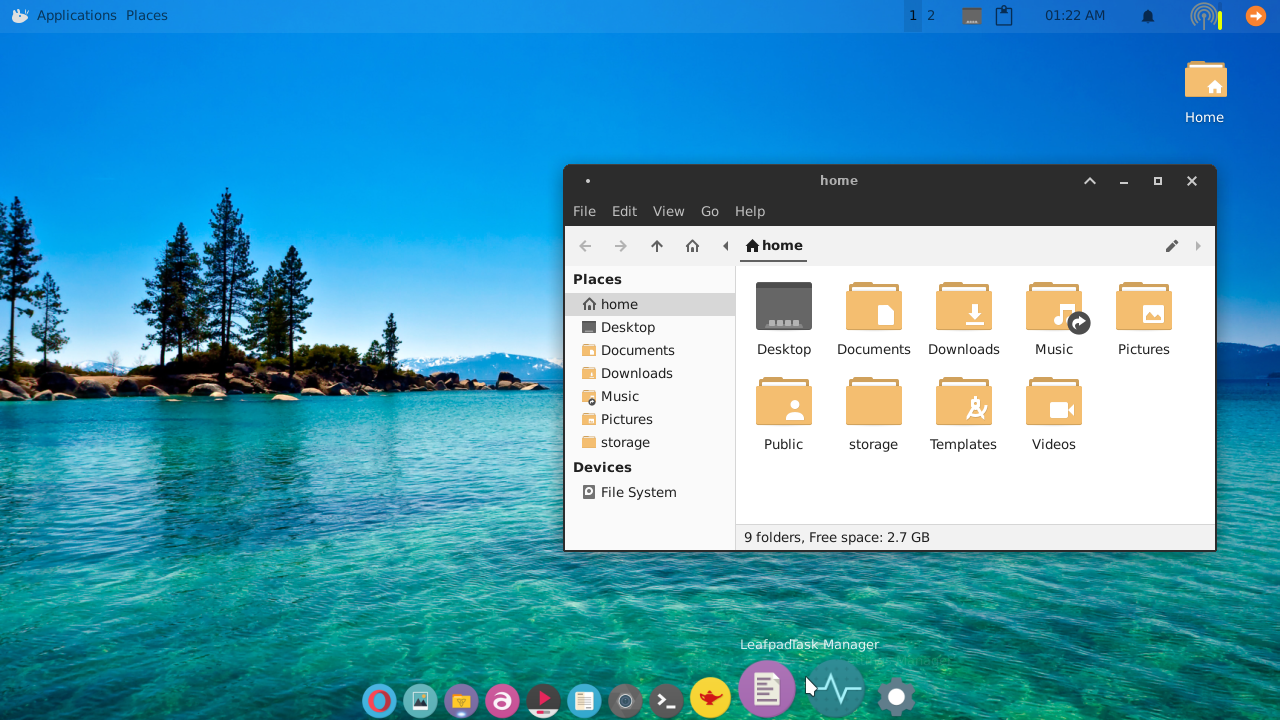 Applications Places 1 2 01:22 AM
Home
home
File Edit View Go Help
home
Places
home
Desktop
Documents
Downloads
Music
Pictures
storage
Devices
File System
Desktop Documents Downloads Music Pictures
Public storage Templates Videos
9 folders, Free space: 2.7 GB
Leafpad Task Manager